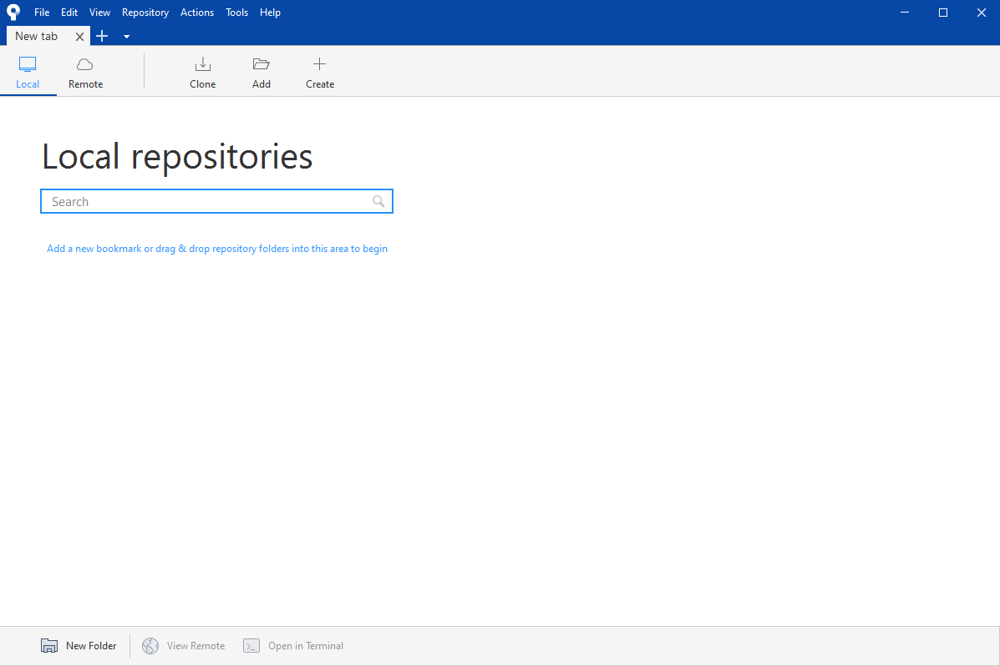 File Edit View Repository Actions Tools Help
New tab
Local Remote Clone Add Create
Local repositories
Search
Add a new bookmark or drag & drop repository folders into this area to begin
New Folder View Remote Open in Terminal